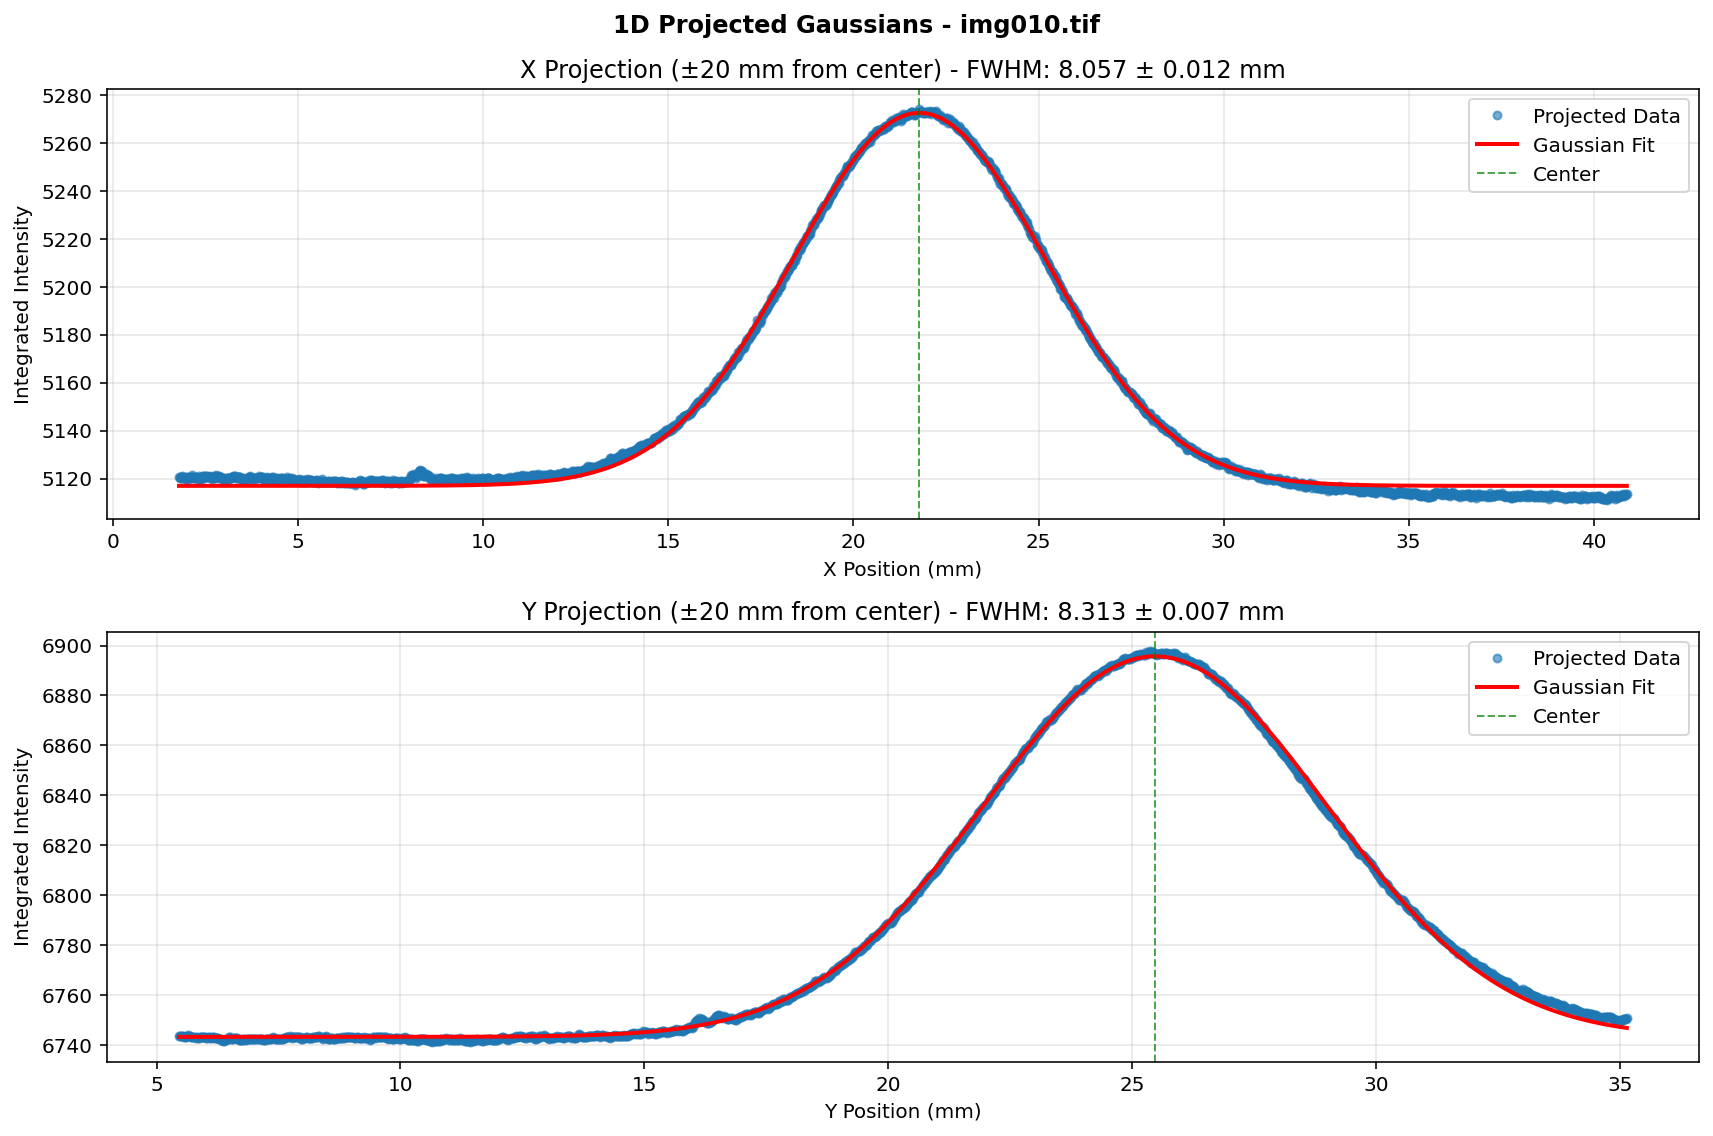 1D Projected Gaussians - img010.tif
X Projection (±20 mm from center) - FWHM: 8.057 ± 0.012 mm
5280
5260
5240
5220
5200
5180
5160
5140
5120
Integrated Intensity
Projected Data
Gaussian Fit
Center
0 5 10 15 20 25 30 35 40
X Position (mm)
Y Projection (±20 mm from center) - FWHM: 8.313 ± 0.007 mm
6900
6880
6860
6840
6820
6800
6780
6760
6740
Integrated Intensity
Projected Data
Gaussian Fit
Center
5 10 15 20 25 30 35
Y Position (mm)